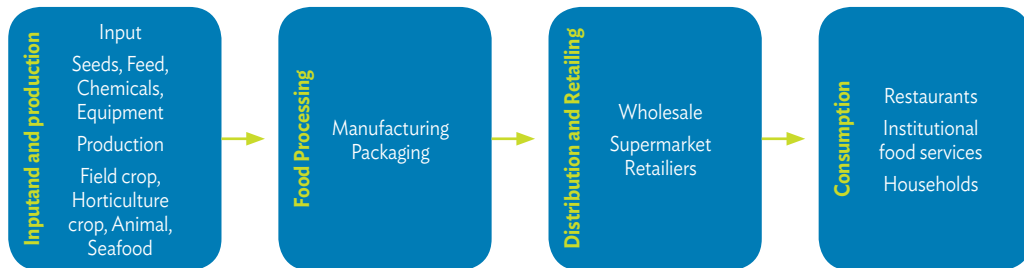 Inputand and production
Input
Seeds, Feed,
Chemicals,
Equipment
Production
Field crop,
Horticulture
crop, Animal,
Seafood
Food Processing
Manufacturing
Packaging
Distribution and Retailing
Wholesale
Supermarket
Retailiers
Consumption
Restaurants
Institutional
food services
Households